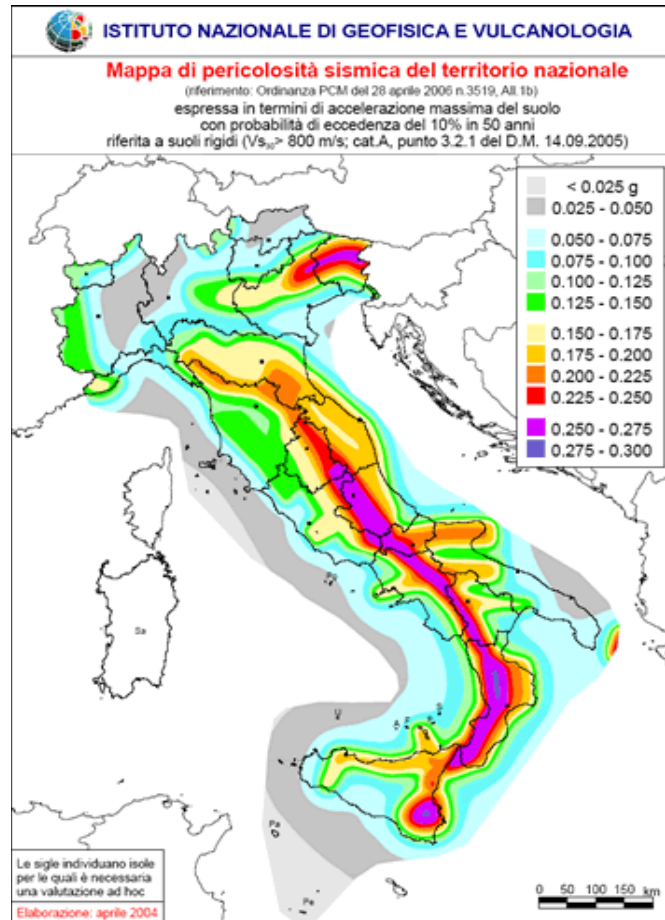 ISTITUTO NAZIONALE DI GEOFISICA E VULCANOLOGIA
Mappa di pericolosità sismica del territorio nazionale
(riferimento: Ordinanza PCM del 28 aprile 2006 n.3519, All.1b)
espressa in termini di accelerazione massima del suolo
con probabilità di eccedenza del 10% in 50 anni
riferita a suoli rigidi (Vs₃₀> 800 m/s; cat.A, punto 3.2.1 del D.M. 14.09.2005)
< 0.025 g
0.025 - 0.050
0.050 - 0.075
0.075 - 0.100
0.100 - 0.125
0.125 - 0.150
0.150 - 0.175
0.175 - 0.200
0.200 - 0.225
0.225 - 0.250
0.250 - 0.275
0.275 - 0.300
Sa
U
A
Pa
Pe
Le sigle individuano isole
per le quali è necessaria
una valutazione ad hoc
Elaborazione: aprile 2004
0 50 100 150
km